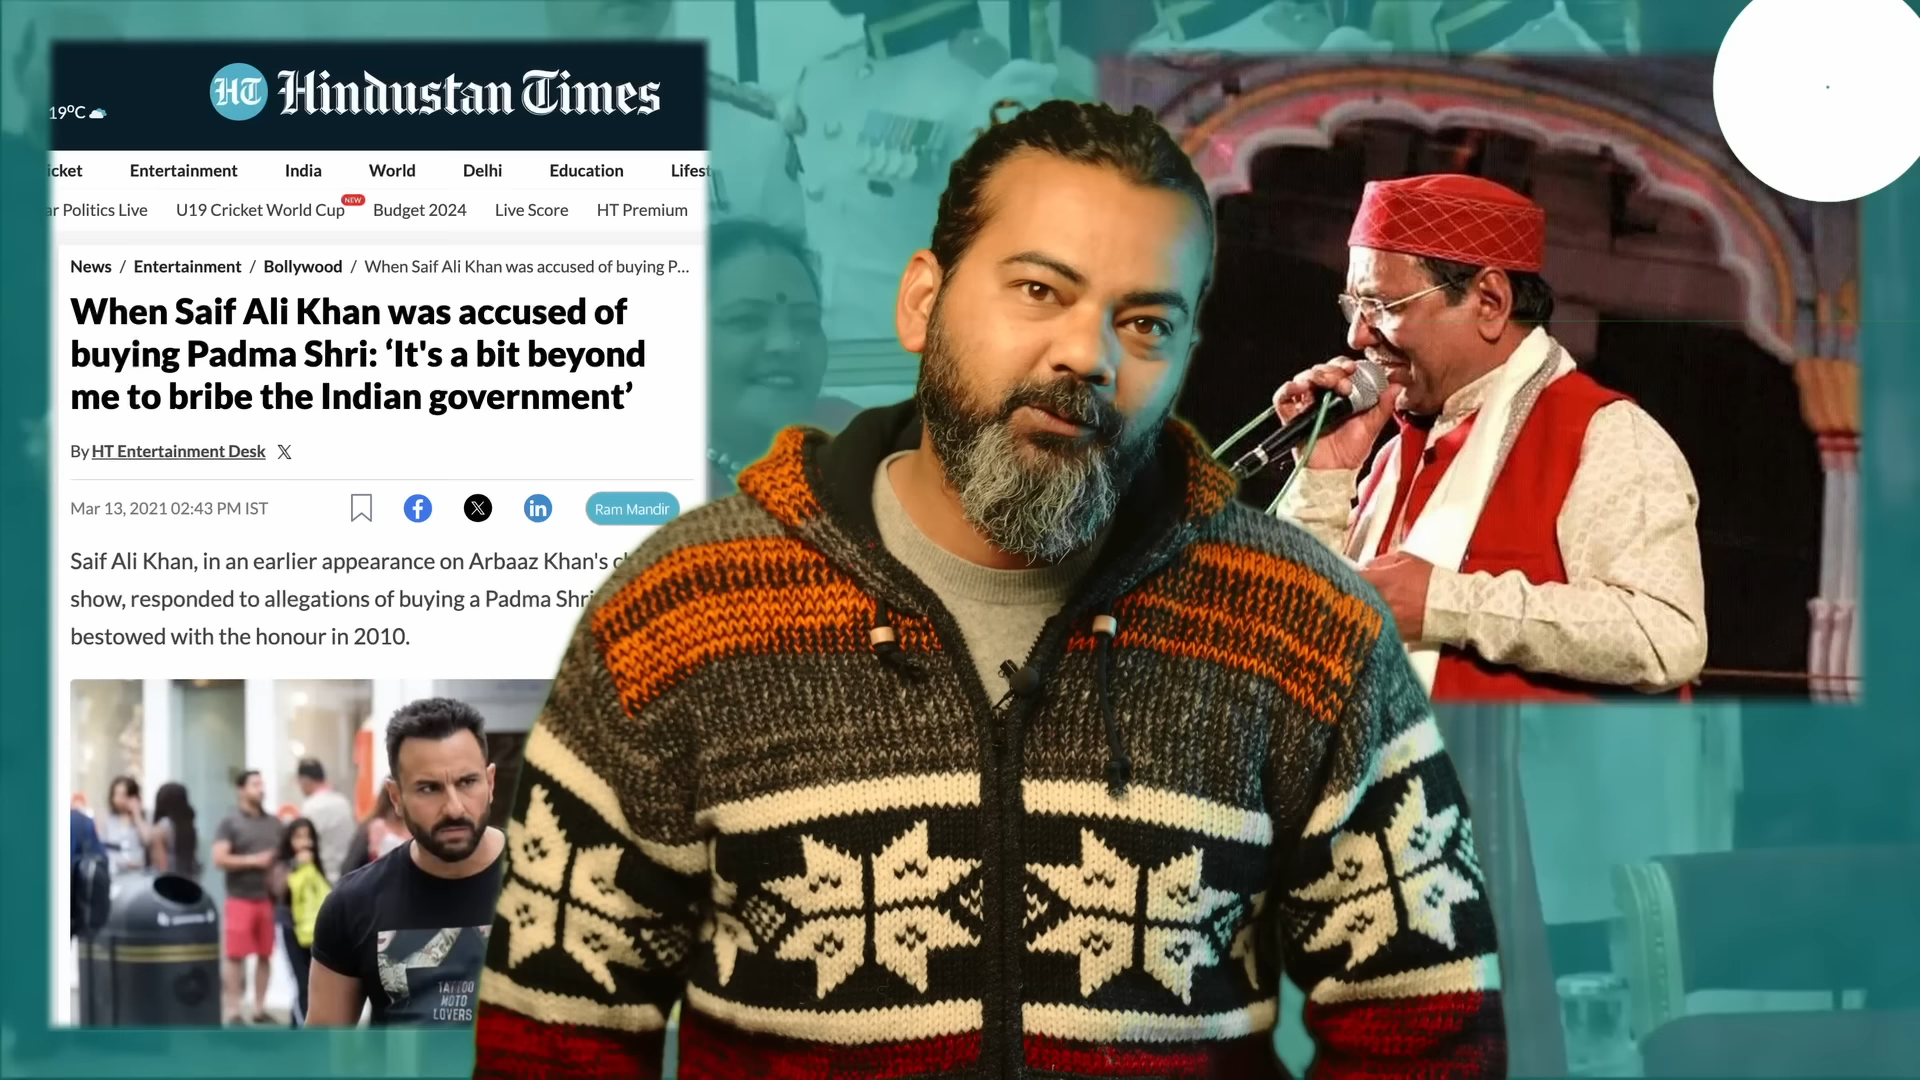 HT Hindustan Times
19°C
icket Entertainment India World Delhi Education Lifest
ar Politics Live U19 Cricket World Cup NEW Budget 2024 Live Score HT Premium
News / Entertainment / Bollywood / When Saif Ali Khan was accused of buying P...
When Saif Ali Khan was accused of
buying Padma Shri: ‘It's a bit beyond
me to bribe the Indian government’
By HT Entertainment Desk X
Mar 13, 2021 02:43 PM IST
Ram Mandir
Saif Ali Khan, in an earlier appearance on Arbaaz Khan's c
show, responded to allegations of buying a Padma Shri
bestowed with the honour in 2010.
TATTOO
MOTO
LOVERS